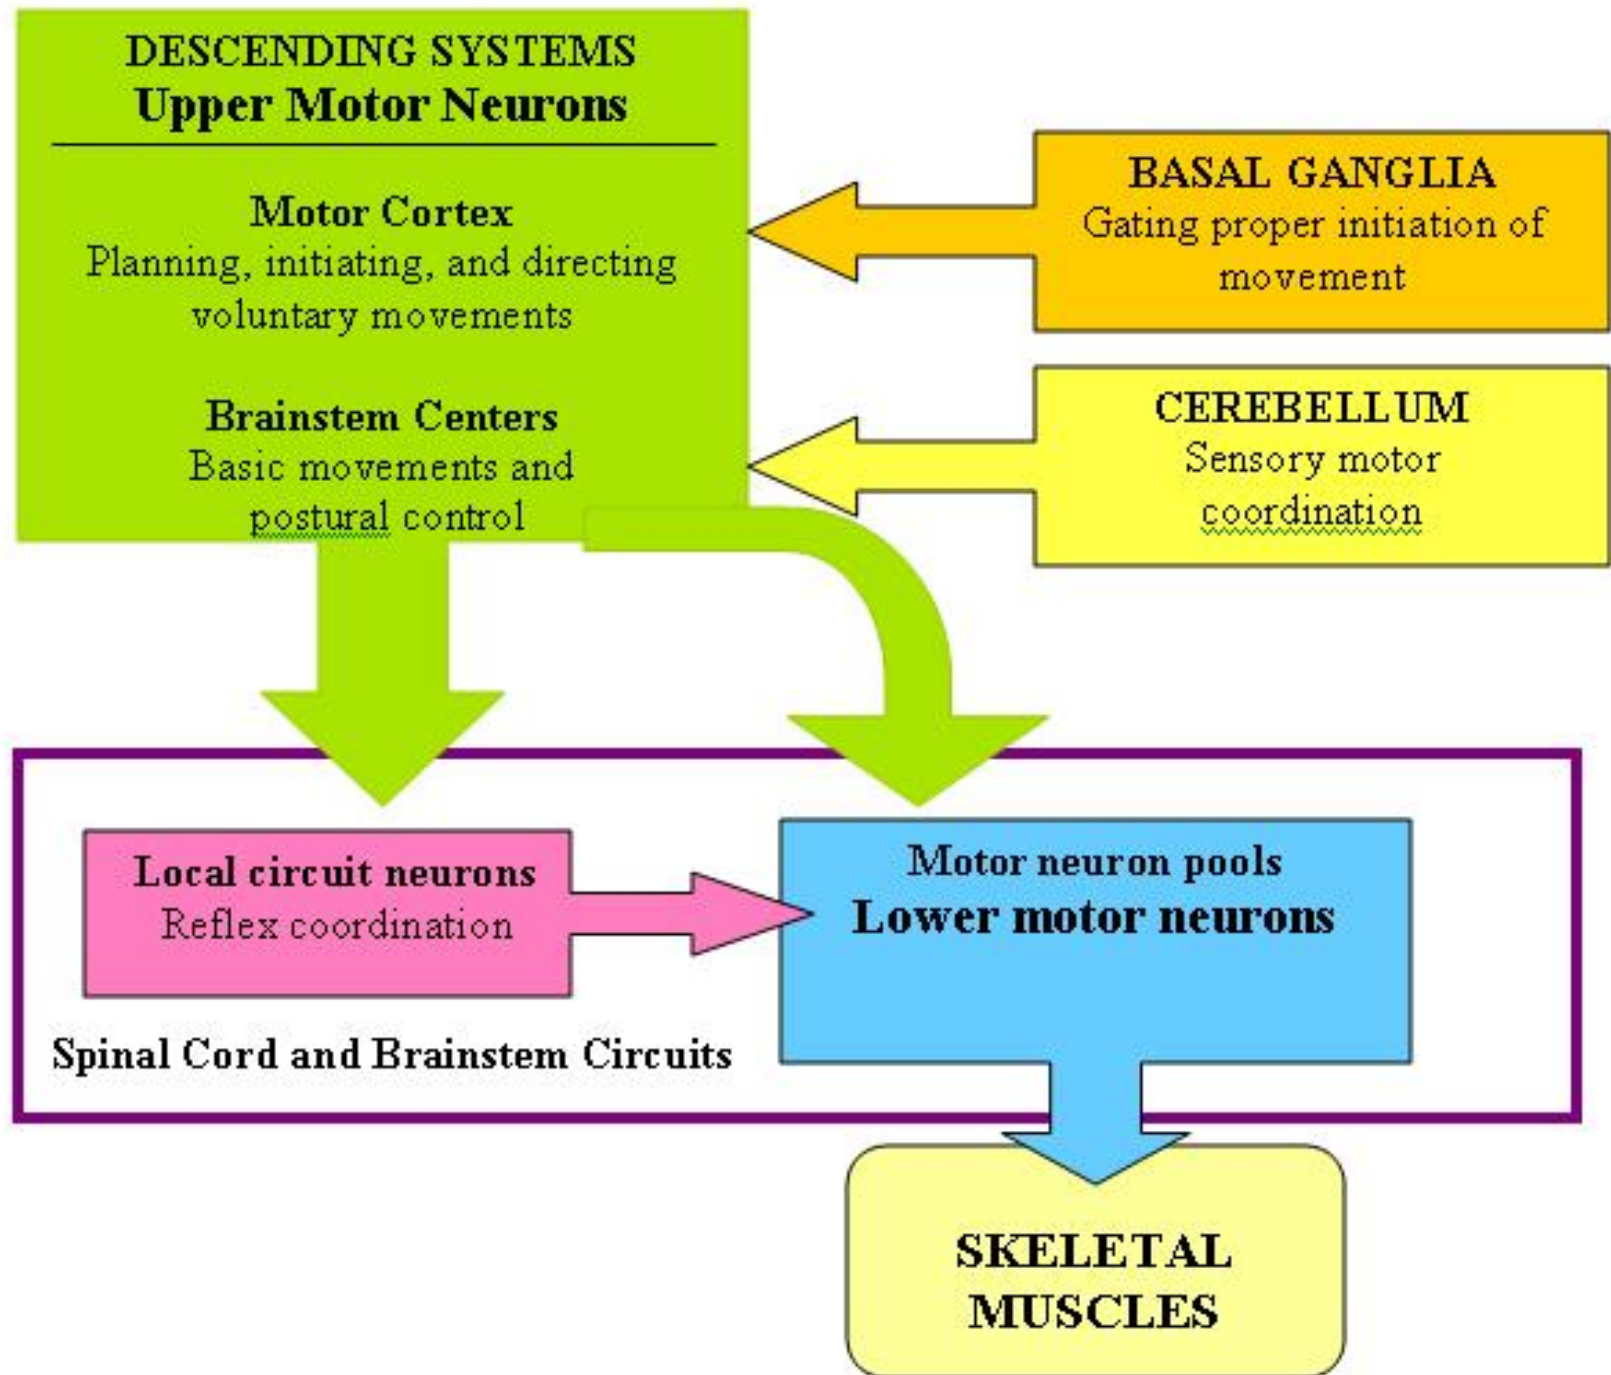 DESCENDING SYSTEMS
Upper Motor Neurons
Motor Cortex
Planning, initiating, and directing
voluntary movements
Brainstem Centers
Basic movements and
postural control
BASAL GANGLIA
Gating proper initiation of
movement
CEREBELLUM
Sensory motor
coordination
Local circuit neurons
Reflex coordination
Motor neuron pools
Lower motor neurons
Spinal Cord and Brainstem Circuits
SKELETAL
MUSCLES